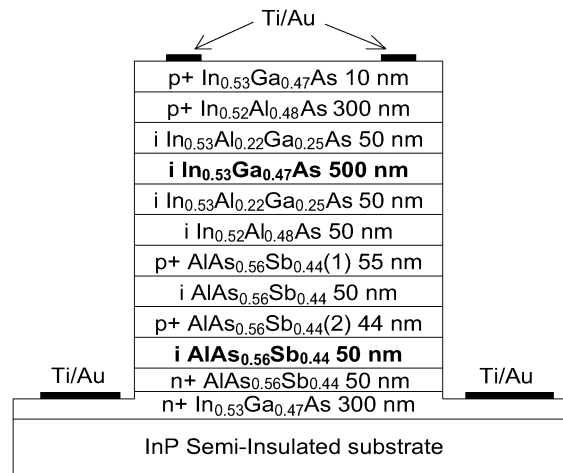 Ti/Au
p+ In₀.₅₃Ga₀.₄₇As 10 nm
p+ In₀.₅₂Al₀.₄₈As 300 nm
i In₀.₅₃Al₀.₂₂Ga₀.₂₅As 50 nm
i In₀.₅₃Ga₀.₄₇As 500 nm
i In₀.₅₃Al₀.₂₂Ga₀.₂₅As 50 nm
i In₀.₅₂Al₀.₄₈As 50 nm
p+ AlAs₀.₅₆Sb₀.₄₄(1) 55 nm
i AlAs₀.₅₆Sb₀.₄₄ 50 nm
p+ AlAs₀.₅₆Sb₀.₄₄(2) 44 nm
i AlAs₀.₅₆Sb₀.₄₄ 50 nm
Ti/Au
n+ AlAs₀.₅₆Sb₀.₄₄ 50 nm
Ti/Au
n+ In₀.₅₃Ga₀.₄₇As 300 nm
InP Semi-Insulated substrate